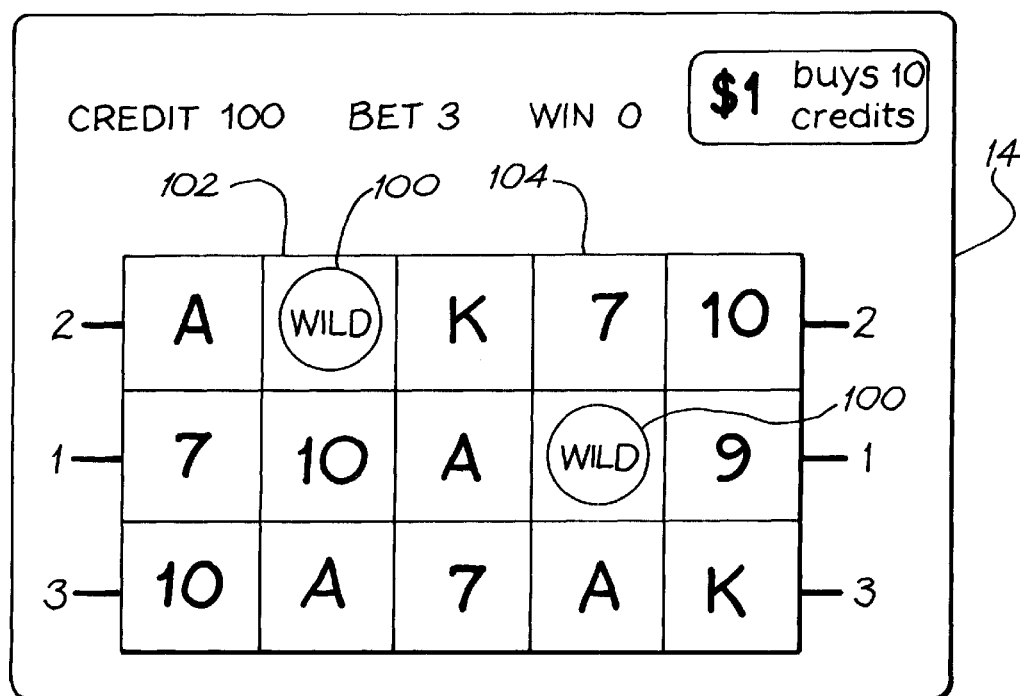 $1 buys 10
credits
CREDIT 100 BET 3 WIN 0
14
102 100 104
2 A WILD K 7 10 2
100
1 7 10 A WILD 9 1
3 10 A 7 A K 3